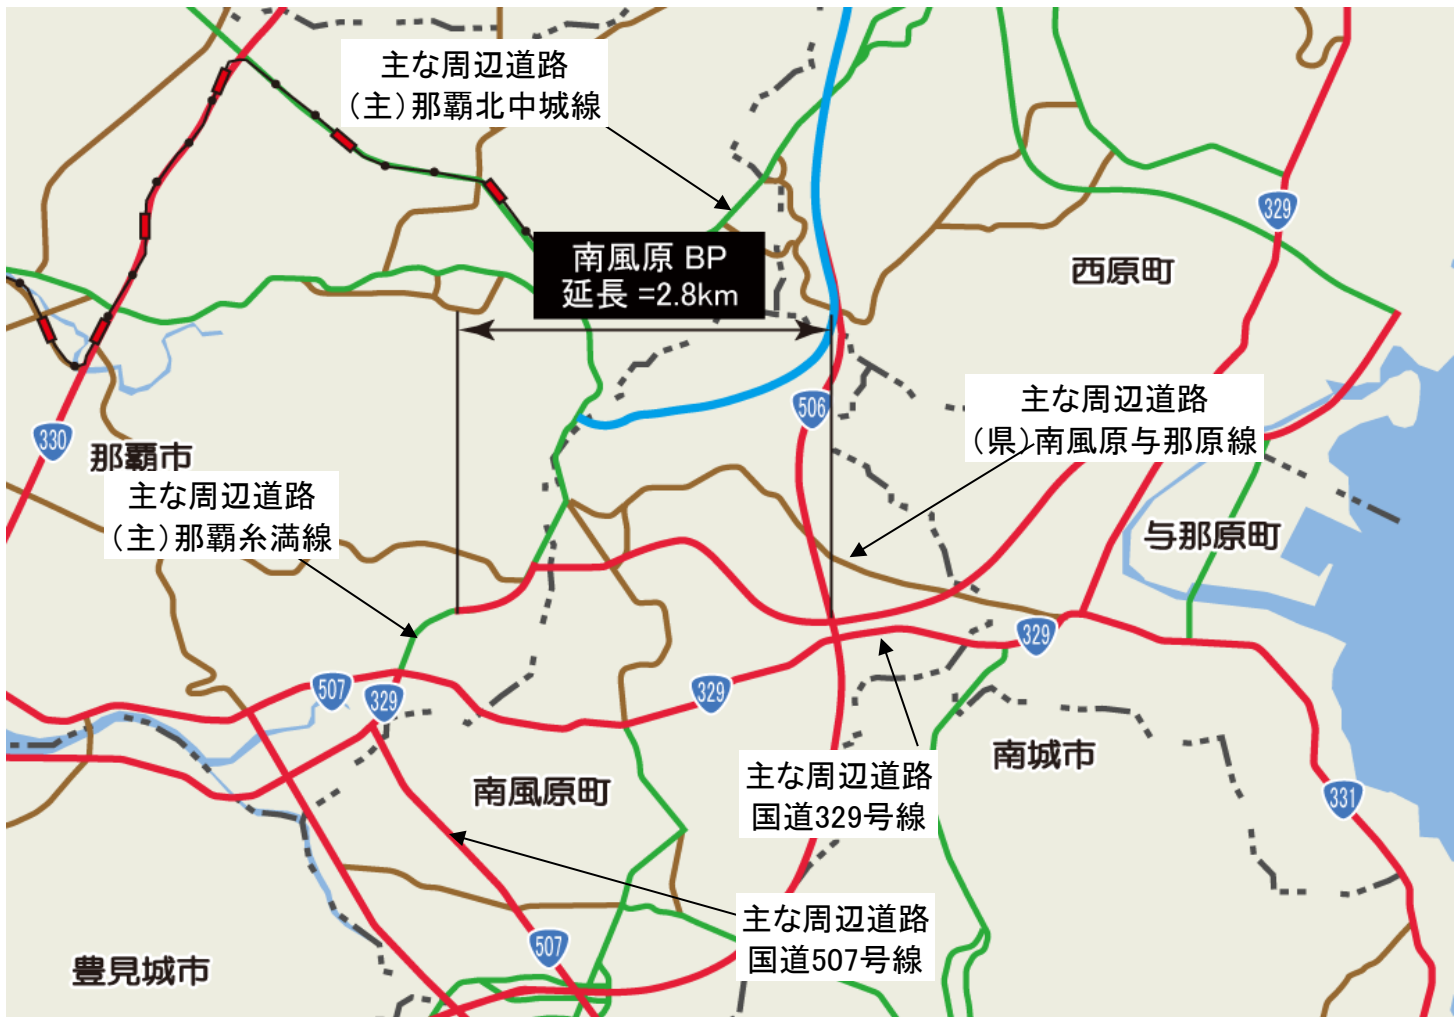 主な周辺道路
（主）那覇北中城線
329
南風原 BP
延長 =2.8km
西原町
506
主な周辺道路
（県）南風原与那原線
330
那覇市
主な周辺道路
（主）那覇糸満線
与那原町
329
507
329
329
主な周辺道路
国道329号線
南城市
南風原町
331
主な周辺道路
国道507号線
507
豊見城市